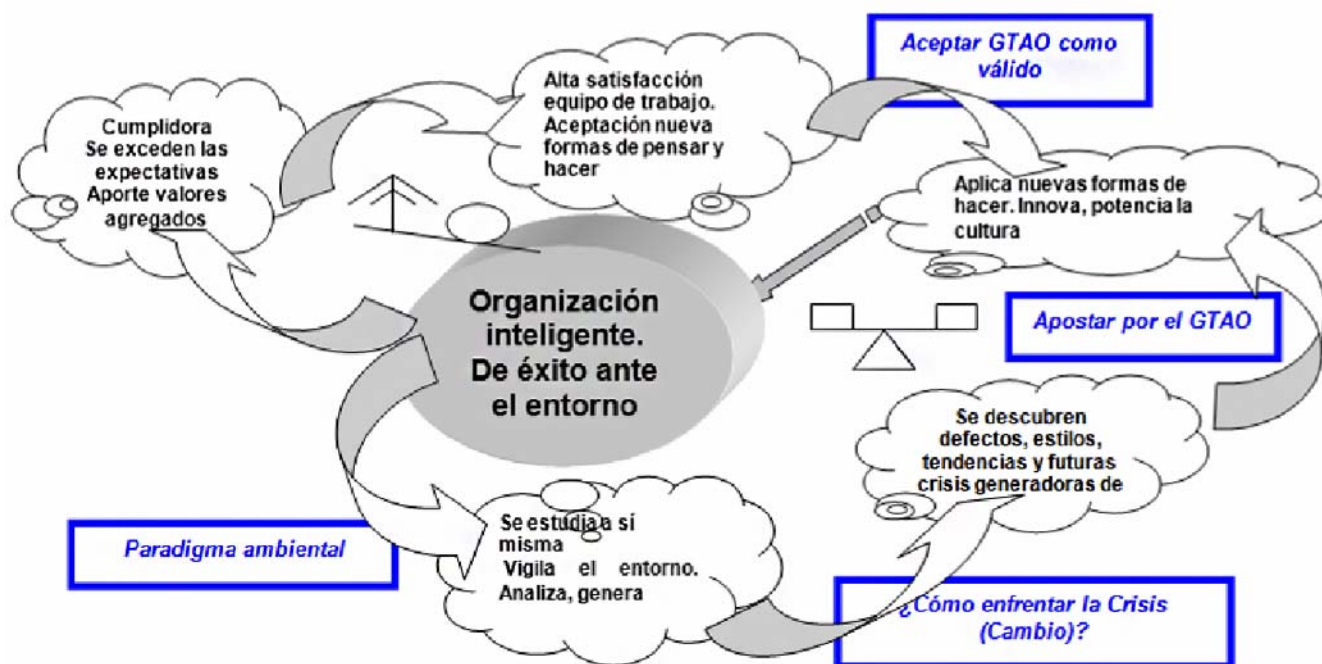 Aceptar GTAO como
válido
Alta satisfacción
equipo de trabajo.
Aceptación nueva
formas de pensar y
hacer
Cumplidora
Se exceden las
expectativas
Aporte valores
agregados
Aplica nuevas formas de
hacer. Innova, potencia la
cultura
Organización
inteligente.
De éxito ante
el entorno
Apostar por el GTAO
Se descubren
defectos, estilos,
tendencias y futuras
crisis generadoras de
Paradigma ambiental
Se estudia a sí
misma
Vigila el entorno.
Analiza, genera
¿Cómo enfrentar la Crisis
(Cambio)?